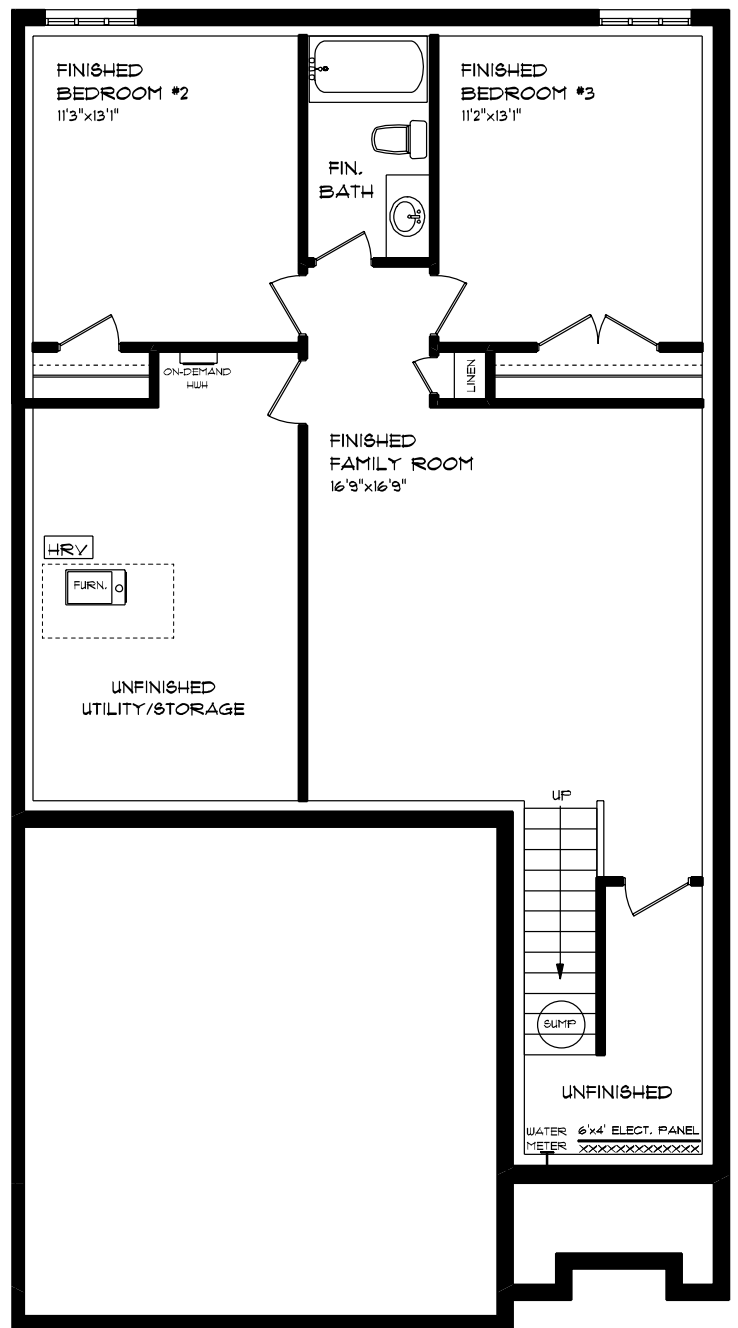 FINISHED
BEDROOM #2
11'3"x13'1"
FINISHED
BEDROOM #3
11'2"x13'1"
FIN.
BATH
ON-DEMAND
HWH
LINEN
FINISHED
FAMILY ROOM
16'9"x16'9"
HRV
FURN.
UNFINISHED
UTILITY/STORAGE
UP
SUMP
UNFINISHED
WATER
METER
6'x4' ELECT. PANEL